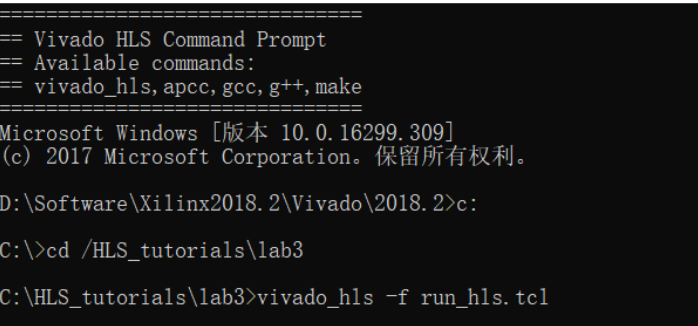 ===============================
== Vivado HLS Command Prompt
== Available commands:
== vivado_hls,apcc,gcc,g++,make
===============================
Microsoft Windows [版本 10.0.16299.309]
(c) 2017 Microsoft Corporation。保留所有权利。
D:\Software\Xilinx2018.2\Vivado\2018.2>c:
C:\>cd /HLS_tutorials\lab3
C:\HLS_tutorials\lab3>vivado_hls -f run_hls.tcl